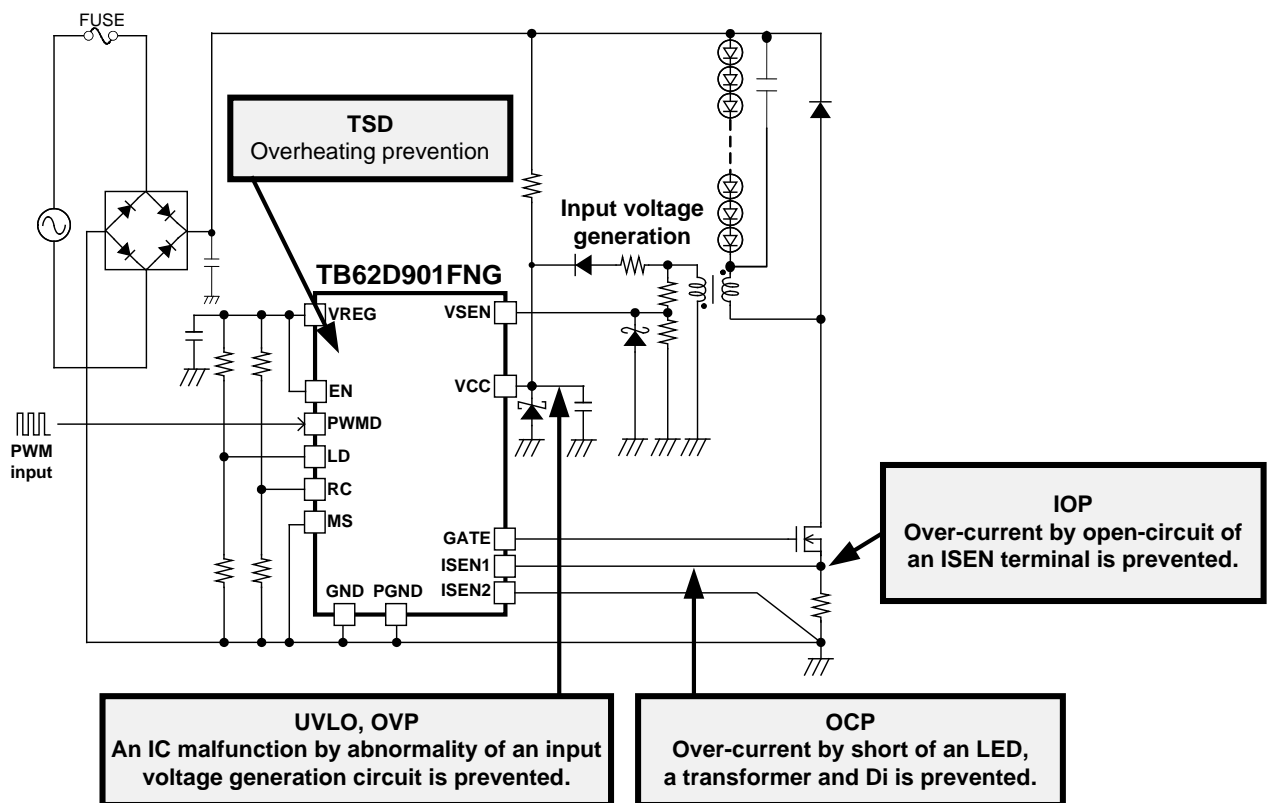 FUSE
TSD
Overheating prevention
Input voltage
generation
TB62D901FNG
VREG
VSEN
EN
VCC
PWMD
PWM
input
LD
RC
MS
GATE
ISEN1
ISEN2
GND PGND
IOP
Over-current by open-circuit of
an ISEN terminal is prevented.
UVLO, OVP
An IC malfunction by abnormality of an input
voltage generation circuit is prevented.
OCP
Over-current by short of an LED,
a transformer and Di is prevented.